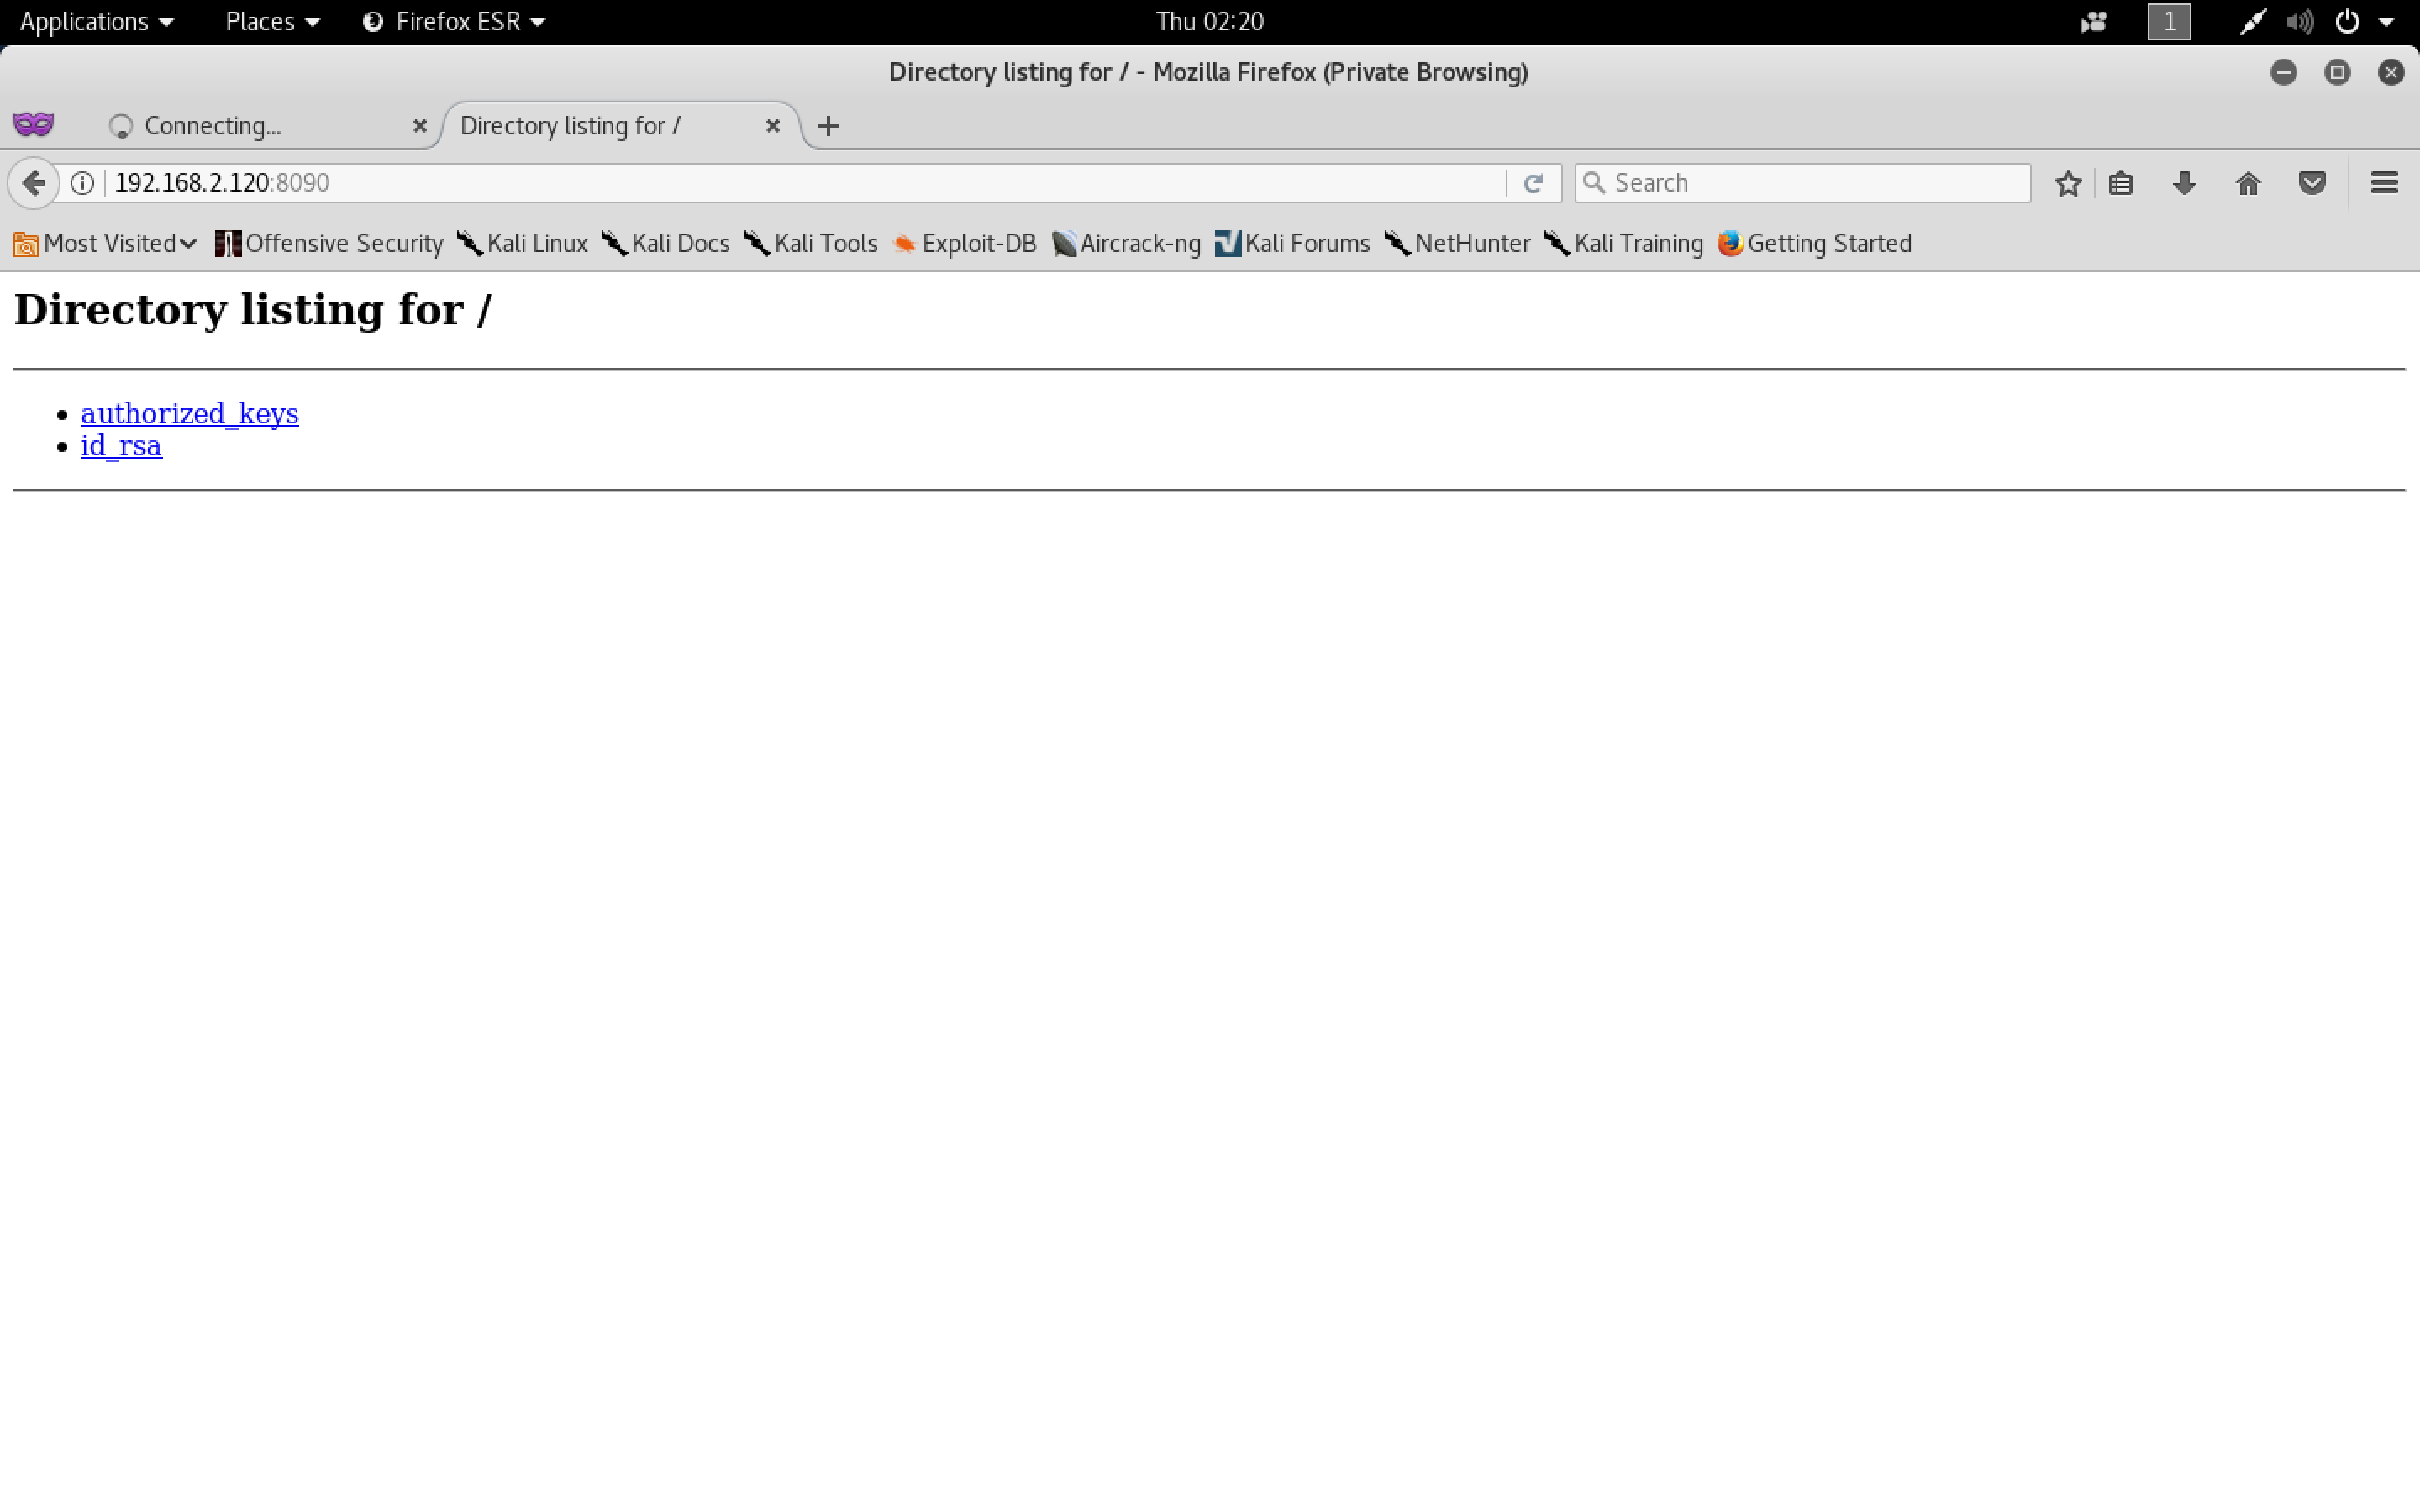 Applications Places Firefox ESR Thu 02:20 1
Directory listing for / - Mozilla Firefox (Private Browsing)
Connecting... Directory listing for /
192.168.2.120:8090 Search
Most Visited Offensive Security Kali Linux Kali Docs Kali Tools Exploit-DB Aircrack-ng Kali Forums NetHunter Kali Training Getting Started
Directory listing for /
authorized_keys
id_rsa